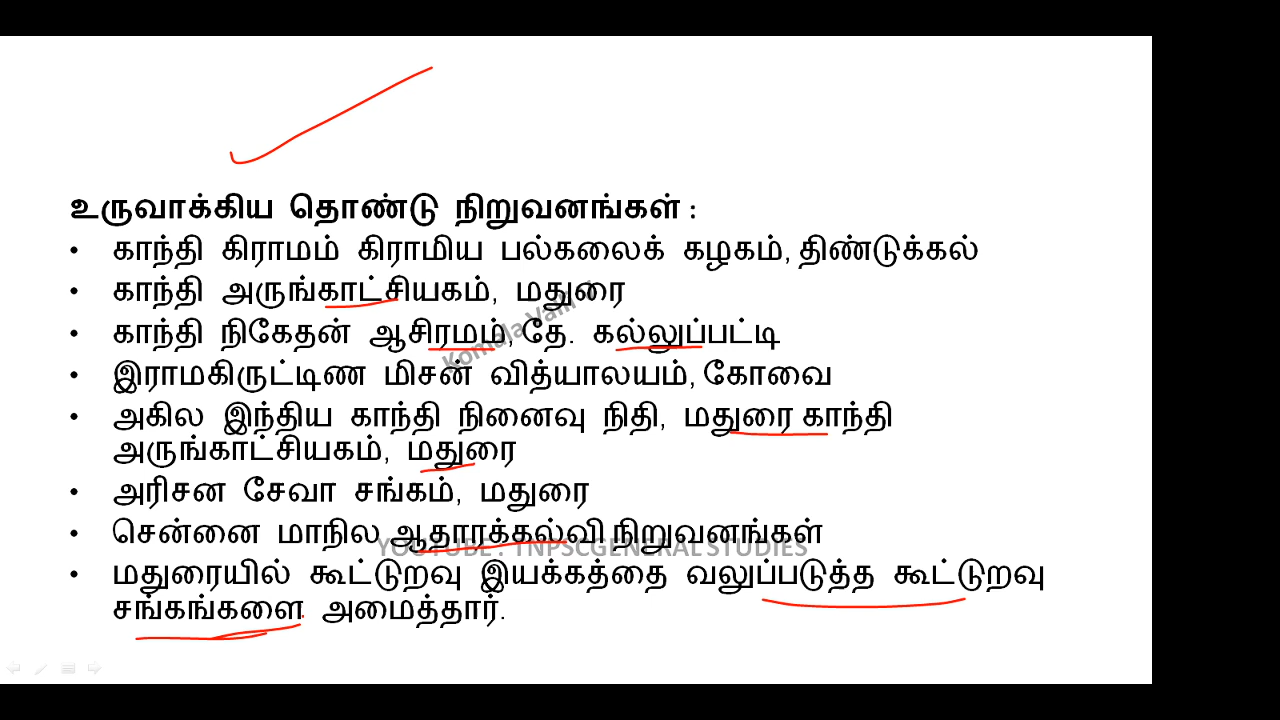 உருவாக்கிய தொண்டு நிறுவனங்கள் :
• காந்தி கிராமம் கிராமிய பல்கலைக் கழகம், திண்டுக்கல்
• காந்தி அருங்காட்சியகம், மதுரை
• காந்தி நிகேதன் ஆசிரமம், தே. கல்லுப்பட்டி
Komala Valli
• இராமகிருட்டிண மிசன் வித்யாலயம், கோவை
• அகில இந்திய காந்தி நினைவு நிதி, மதுரை காந்தி
அருங்காட்சியகம், மதுரை
• அரிசன சேவா சங்கம், மதுரை
• சென்னை மாநில ஆதாரக்கல்வி நிறுவனங்கள்
YOUTUBE : TNPSCGENERAL STUDIES
• மதுரையில் கூட்டுறவு இயக்கத்தை வலுப்படுத்த கூட்டுறவு
சங்கங்களை அமைத்தார்.